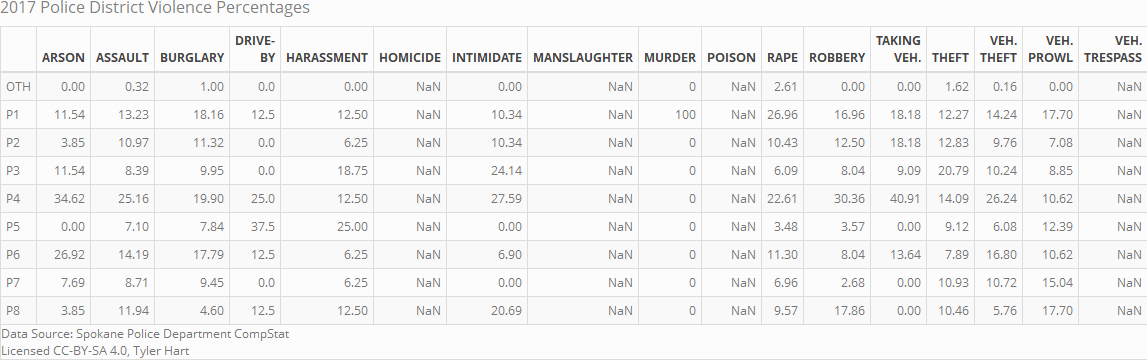 2017 Police District Violence Percentages
DRIVE- TAKING VEH. VEH. VEH.
ARSON ASSAULT BURGLARY BY HARASSMENT HOMICIDE INTIMIDATE MANSLAUGHTER MURDER POISON RAPE ROBBERY VEH. THEFT THEFT PROWL TRESPASS
OTH 0.00 0.32 1.00 0.0 0.00 NaN 0.00 NaN 0 NaN 2.61 0.00 0.00 1.62 0.16 0.00 NaN
P1 11.54 13.23 18.16 12.5 12.50 NaN 10.34 NaN 100 NaN 26.96 16.96 18.18 12.27 14.24 17.70 NaN
P2 3.85 10.97 11.32 0.0 6.25 NaN 10.34 NaN 0 NaN 10.43 12.50 18.18 12.83 9.76 7.08 NaN
P3 11.54 8.39 9.95 0.0 18.75 NaN 24.14 NaN 0 NaN 6.09 8.04 9.09 20.79 10.24 8.85 NaN
P4 34.62 25.16 19.90 25.0 12.50 NaN 27.59 NaN 0 NaN 22.61 30.36 40.91 14.09 26.24 10.62 NaN
P5 0.00 7.10 7.84 37.5 25.00 NaN 0.00 NaN 0 NaN 3.48 3.57 0.00 9.12 6.08 12.39 NaN
P6 26.92 14.19 17.79 12.5 6.25 NaN 6.90 NaN 0 NaN 11.30 8.04 13.64 7.89 16.80 10.62 NaN
P7 7.69 8.71 9.45 0.0 6.25 NaN 0.00 NaN 0 NaN 6.96 2.68 0.00 10.93 10.72 15.04 NaN
P8 3.85 11.94 4.60 12.5 12.50 NaN 20.69 NaN 0 NaN 9.57 17.86 0.00 10.46 5.76 17.70 NaN
Data Source: Spokane Police Department CompStat
Licensed CC-BY-SA 4.0, Tyler Hart